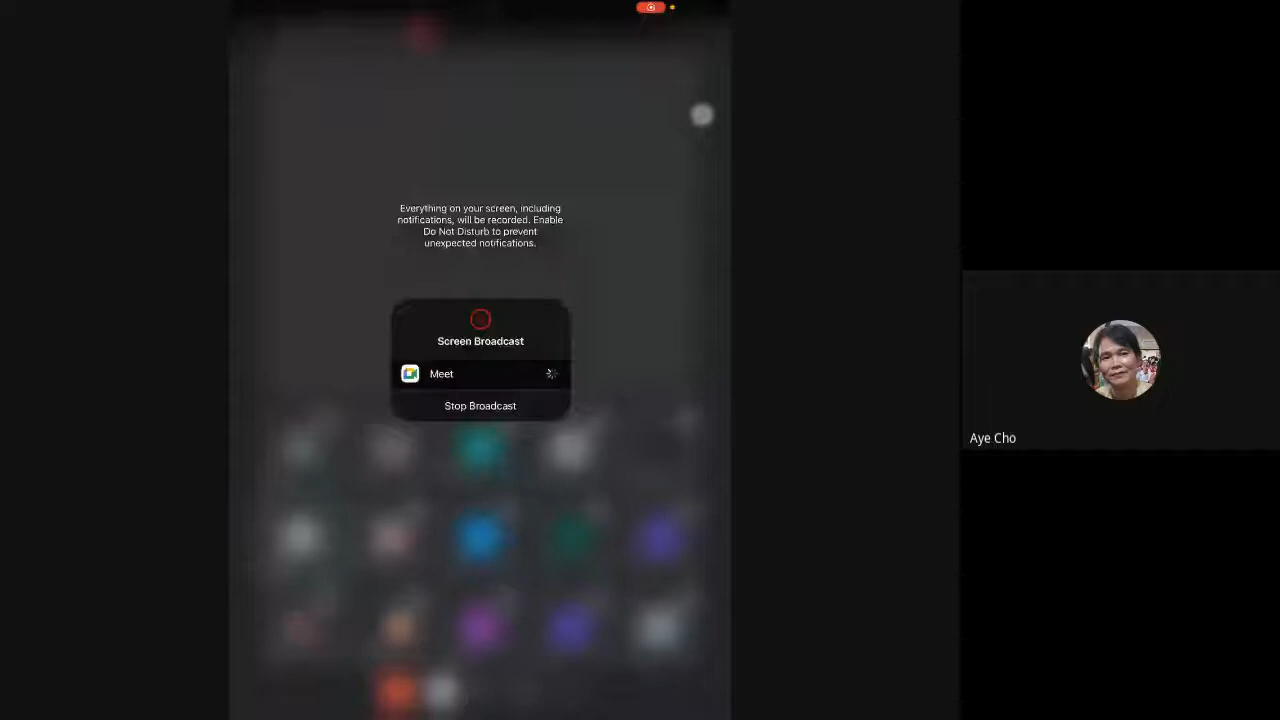 Everything on your screen, including
notifications, will be recorded. Enable
Do Not Disturb to prevent
unexpected notifications.
Screen Broadcast
Meet
Stop Broadcast
Aye Cho